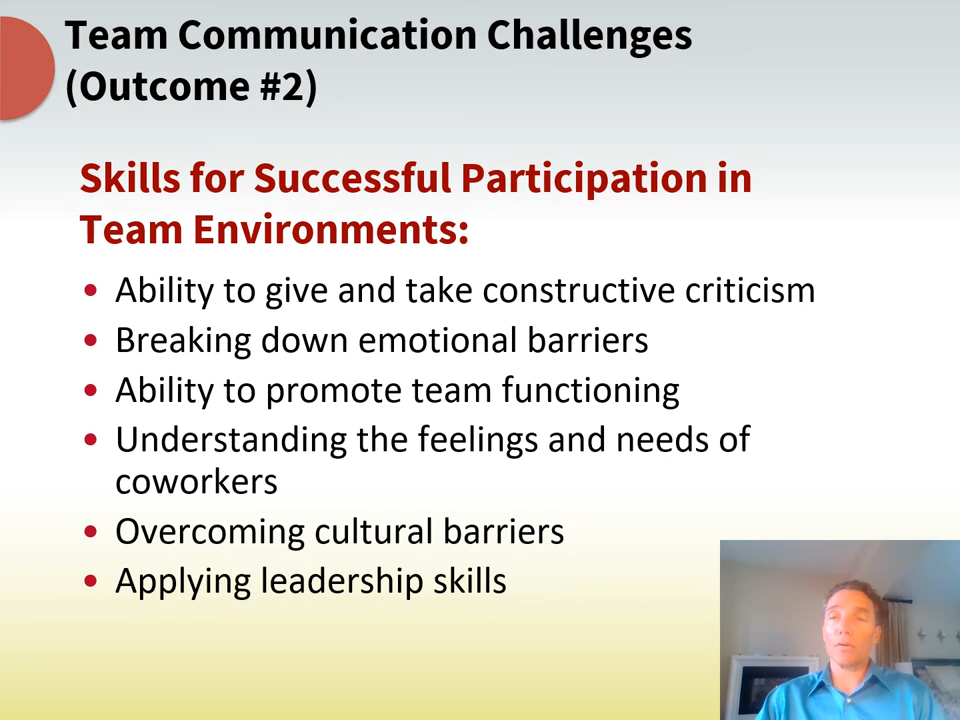 Team Communication Challenges
(Outcome #2)
Skills for Successful Participation in
Team Environments:
• Ability to give and take constructive criticism
• Breaking down emotional barriers
• Ability to promote team functioning
• Understanding the feelings and needs of
coworkers
• Overcoming cultural barriers
• Applying leadership skills